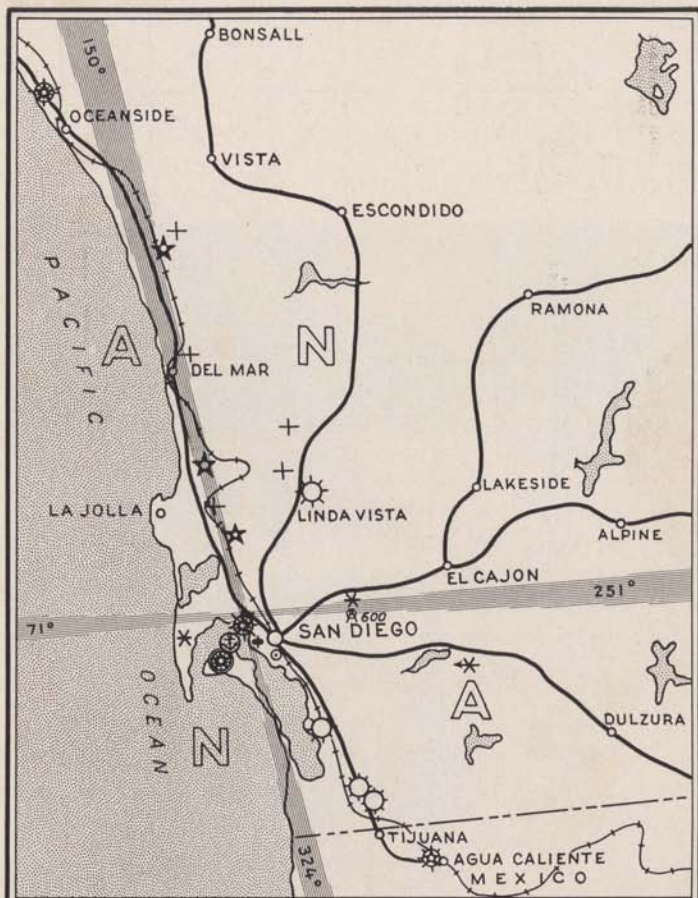 BONSALL
150°
OCEANSIDE
VISTA
ESCONDIDO
PACIFIC
RAMONA
A
N
DEL MAR
LAKESIDE
LA JOLLA
LINDA VISTA
ALPINE
EL CAJON
251°
600
71°
SAN DIEGO
OCEAN
A
N
DULZURA
TIJUANA
324°
AGUA CALIENTE
MEXICO